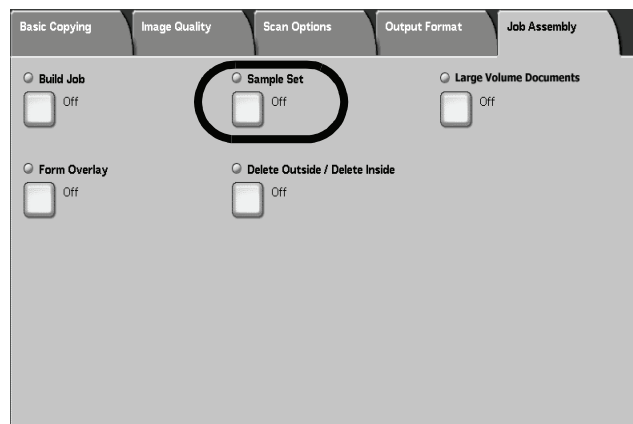 Basic Copying Image Quality Scan Options Output Format Job Assembly
Build Job Sample Set Large Volume Documents
Off Off Off
Form Overlay Delete Outside / Delete Inside
Off Off